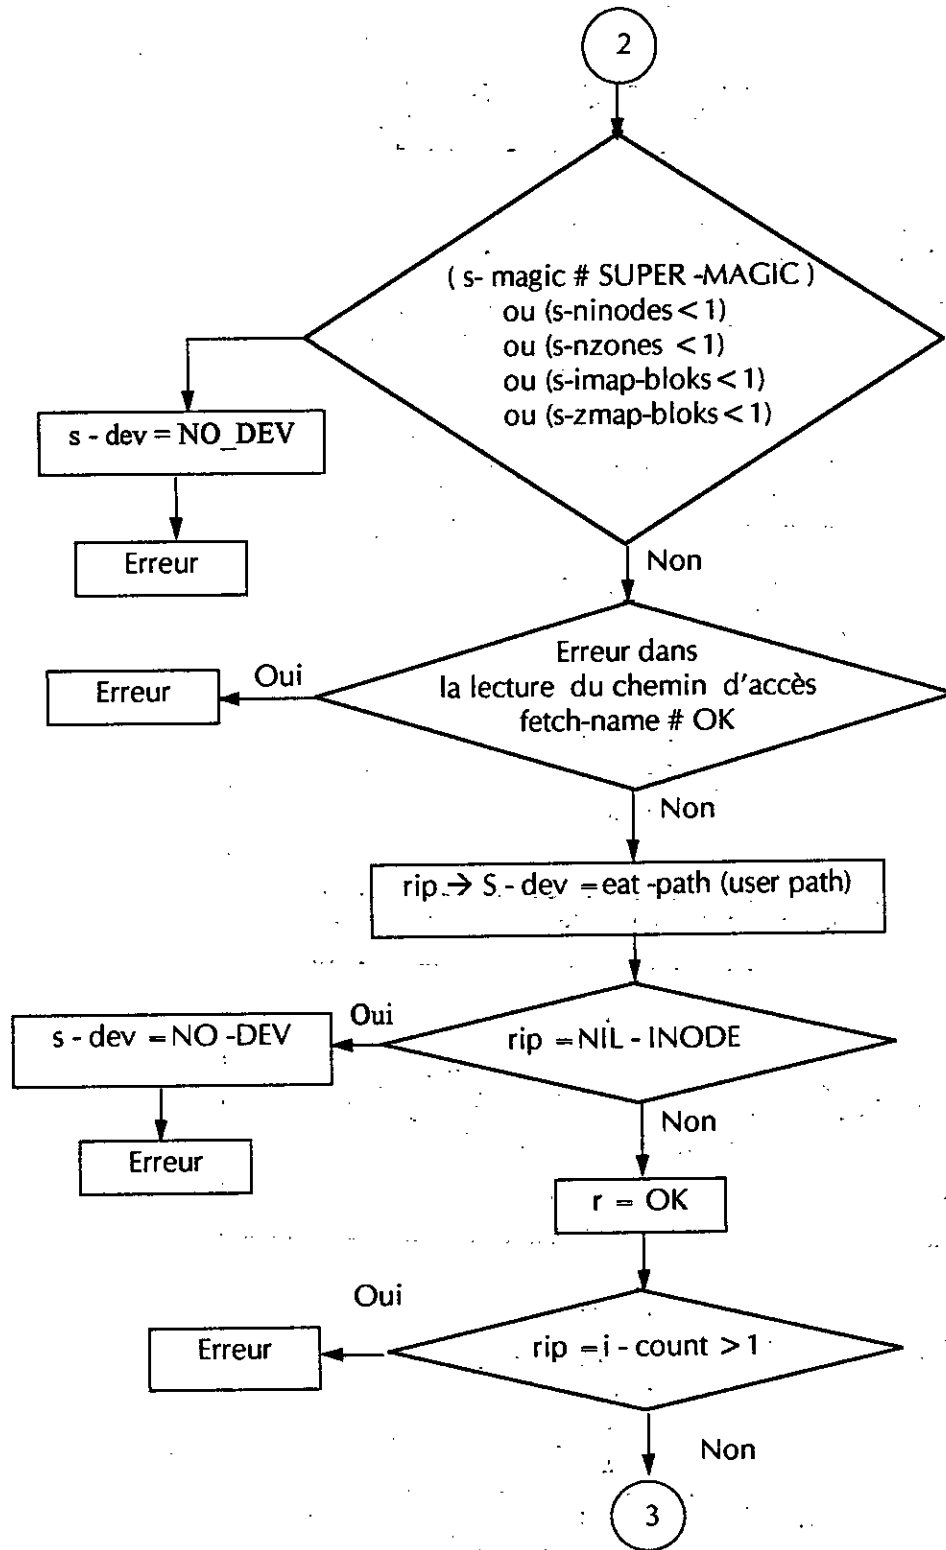 2
( s- magic # SUPER -MAGIC )
ou (s-ninodes < 1)
ou (s-nzones < 1)
ou (s-imap-bloks < 1)
ou (s-zmap-bloks < 1)
s - dev = NO_DEV
Erreur
Non
Erreur dans
la lecture du chemin d'accès
fetch-name # OK
Oui
Erreur
Non
rip → S - dev = eat -path (user path)
rip = NIL - INODE
Oui
s - dev = NO -DEV
Erreur
Non
r = OK
Oui
rip = i - count > 1
Erreur
Non
3